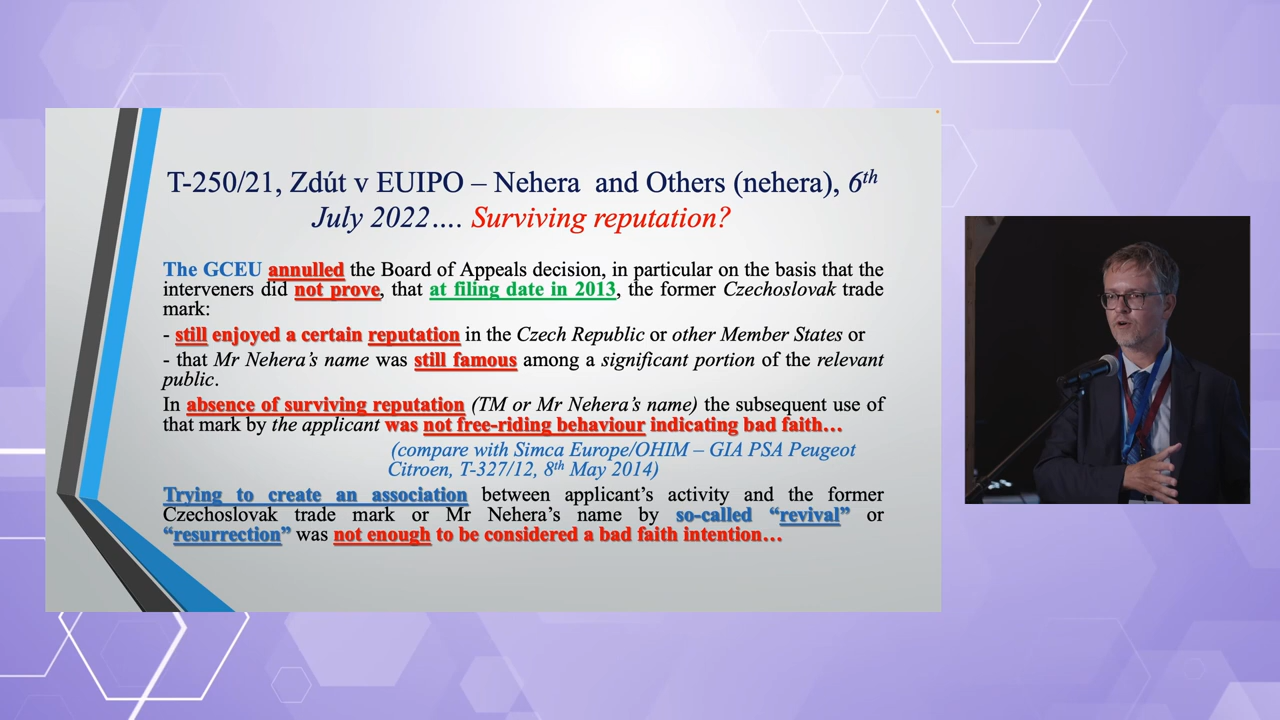 T-250/21, Zdút v EUIPO – Nehera and Others (nehera), 6th
July 2022…. Surviving reputation?
The GCEU annulled the Board of Appeals decision, in particular on the basis that the
interveners did not prove, that at filing date in 2013, the former Czechoslovak trade
mark:
- still enjoyed a certain reputation in the Czech Republic or other Member States or
- that Mr Nehera’s name was still famous among a significant portion of the relevant
public.
In absence of surviving reputation (TM or Mr Nehera’s name) the subsequent use of
that mark by the applicant was not free-riding behaviour indicating bad faith…
(compare with Simca Europe/OHIM – GIA PSA Peugeot
Citroen, T-327/12, 8th May 2014)
Trying to create an association between applicant’s activity and the former
Czechoslovak trade mark or Mr Nehera’s name by so-called “revival” or
“resurrection” was not enough to be considered a bad faith intention…